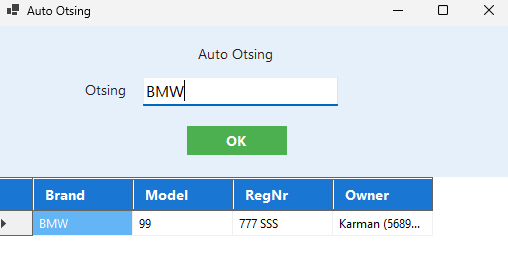 Auto Otsing
Auto Otsing
Otsing BMW
OK
Brand Model RegNr Owner
BMW 99 777 SSS Karman (5689...